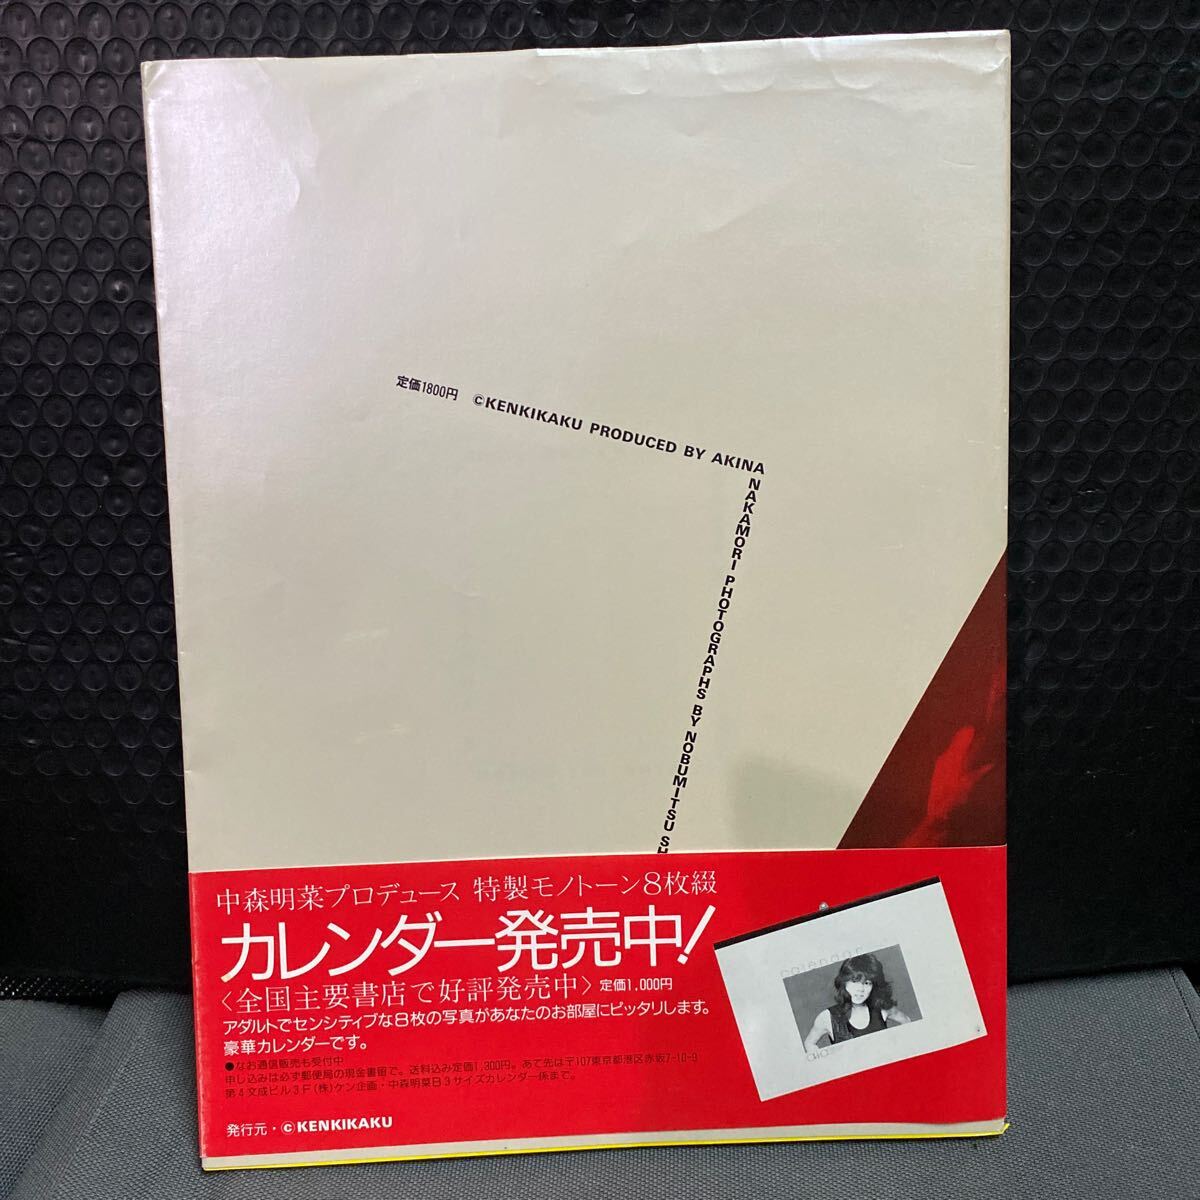 定価1800円 ©KENKIKAKU PRODUCED BY AKINA
NAKAMORI PHOTOGRAPHS BY NOBUMITSU SH
中森明菜プロデュース 特製モノトーン8枚綴
カレンダー発売中!
〈全国主要書店で好評発売中〉定価1,000円
アダルトでセンシティブな8枚の写真があなたのお部屋にピッタリします。
豪華カレンダーです。
●なお通信販売も受付中
申し込みは必ず郵便局の現金書留で。送料込み定価1,300円。あて先は〒107東京都港区赤坂7-10-9
第4文成ビル3F(株)ケン企画・中森明菜B3サイズカレンダー係まで。
発行元・©KENKIKAKU
calendar